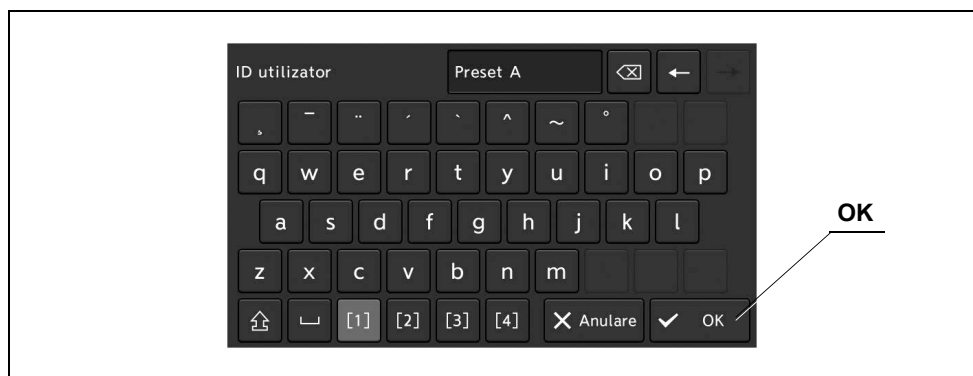 ID utilizator Preset A ⌫ ← →
¸ ¯ ¨ ´ ` ^ ~ °
q w e r t y u i o p
a s d f g h j k l
OK
z x c v b n m
[1] [2] [3] [4] Anulare OK